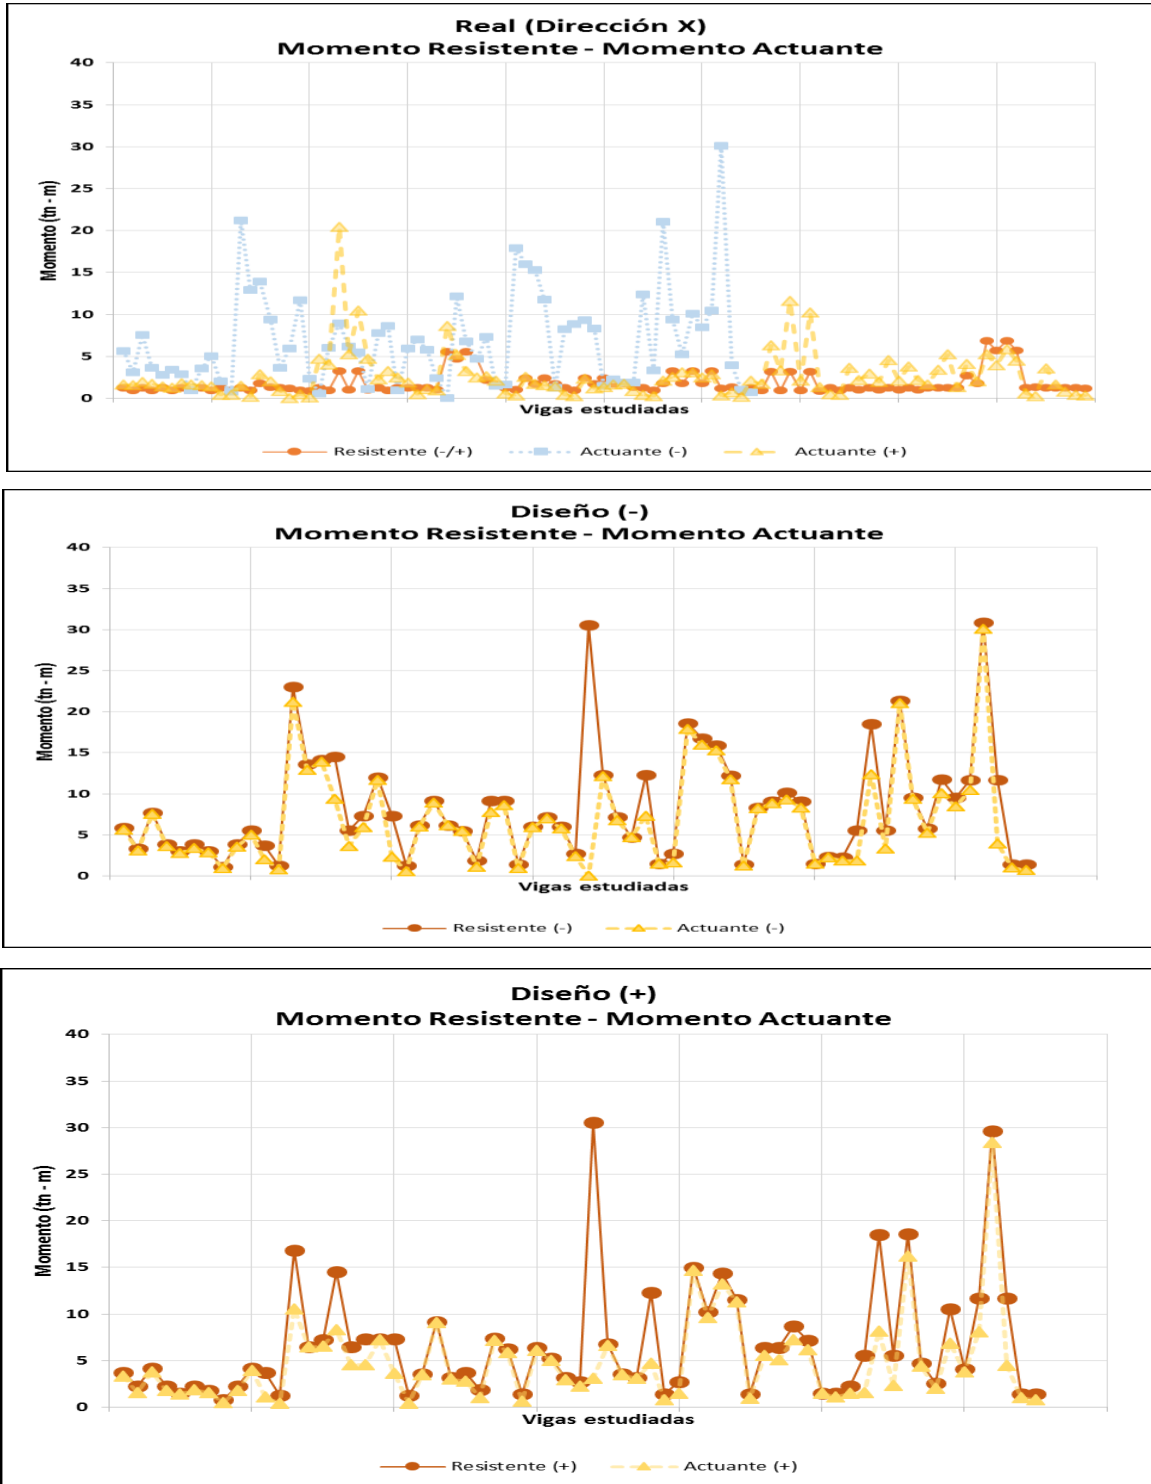 Real (Dirección X)
Momento Resistente - Momento Actuante
40
35
30
25
20
15
10
5
0
Momento (tn - m)
Vigas estudiadas
Resistente (-/+)
Actuante (-)
Actuante (+)
Diseño (-)
Momento Resistente - Momento Actuante
40
35
30
25
20
15
10
5
0
Momento (tn - m)
Vigas estudiadas
Resistente (-)
Actuante (-)
Diseño (+)
Momento Resistente - Momento Actuante
40
35
30
25
20
15
10
5
0
Momento (tn - m)
Vigas estudiadas
Resistente (+)
Actuante (+)